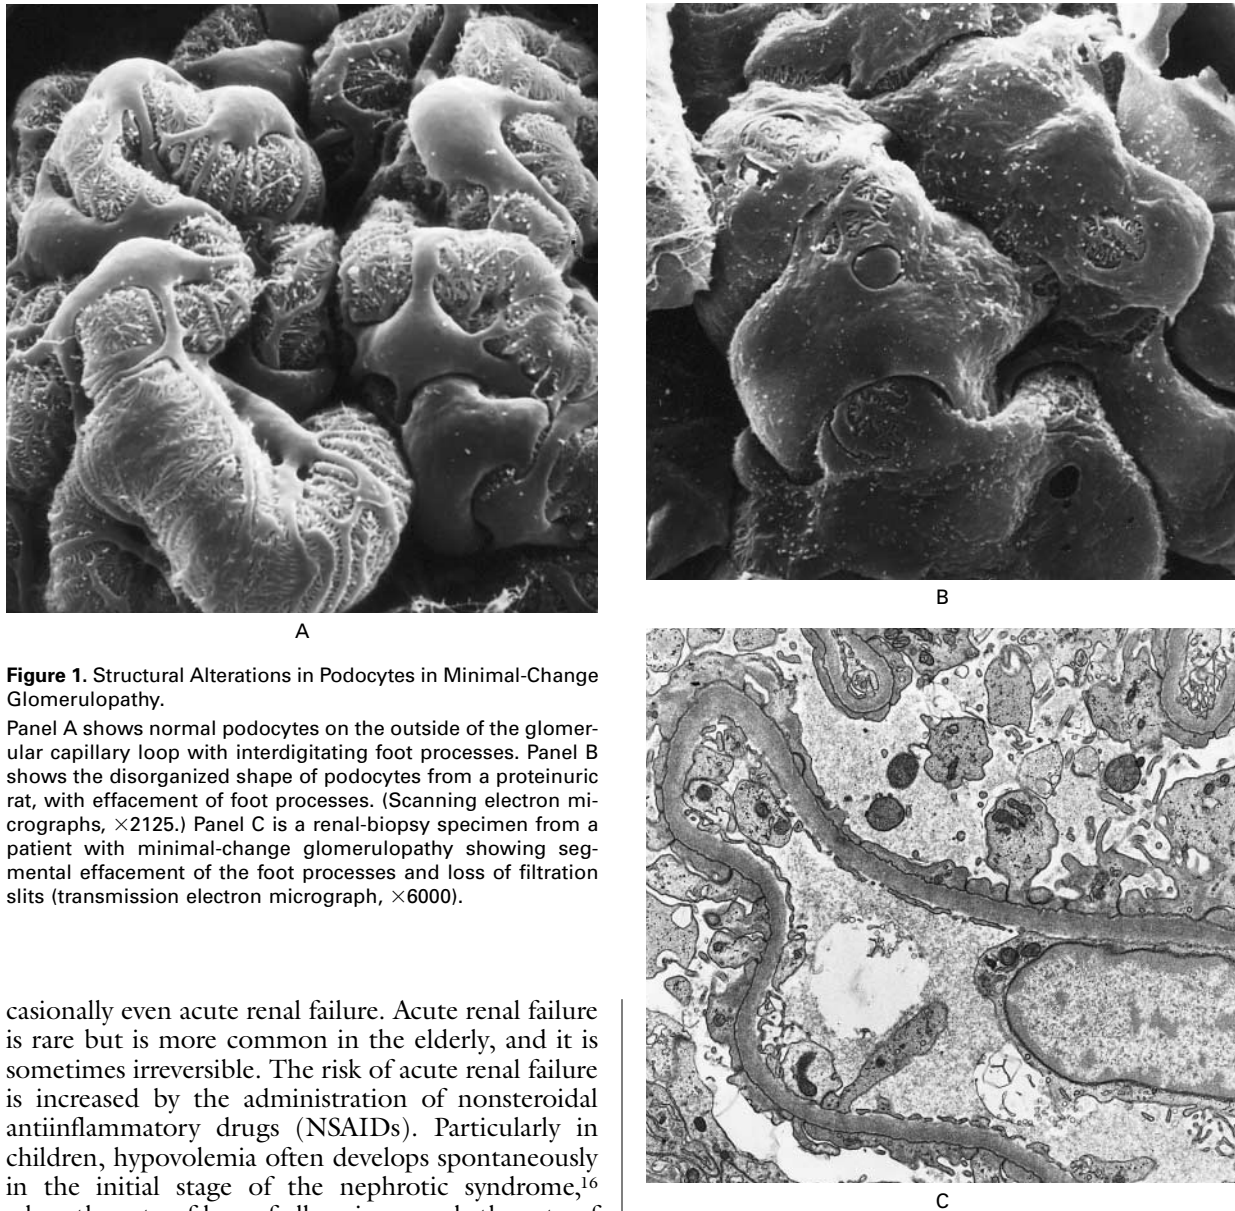 A
B
Figure 1. Structural Alterations in Podocytes in Minimal-Change
Glomerulopathy.
Panel A shows normal podocytes on the outside of the glomer-
ular capillary loop with interdigitating foot processes. Panel B
shows the disorganized shape of podocytes from a proteinuric
rat, with effacement of foot processes. (Scanning electron mi-
crographs, ×2125.) Panel C is a renal-biopsy specimen from a
patient with minimal-change glomerulopathy showing seg-
mental effacement of the foot processes and loss of filtration
slits (transmission electron micrograph, ×6000).
casionally even acute renal failure. Acute renal failure
is rare but is more common in the elderly, and it is
sometimes irreversible. The risk of acute renal failure
is increased by the administration of nonsteroidal
antiinflammatory drugs (NSAIDs). Particularly in
children, hypovolemia often develops spontaneously
in the initial stage of the nephrotic syndrome,16
C